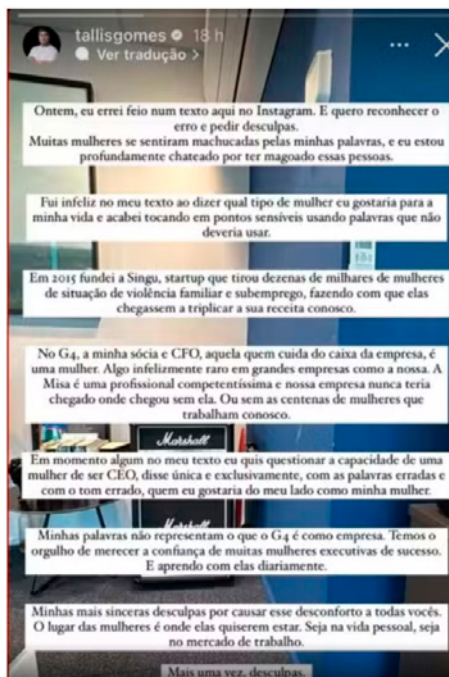 tallisgomes 18 h
Ver tradução >
Ontem, eu errei feio num texto aqui no Instagram. E quero reconhecer o
erro e pedir desculpas.
Muitas mulheres se sentiram machucadas pelas minhas palavras, e eu estou
profundamente chateado por ter magoado essas pessoas.
Fui infeliz no meu texto ao dizer qual tipo de mulher eu gostaria para a
minha vida e acabei tocando em pontos sensíveis usando palavras que não
deveria usar.
Em 2015 fundei a Singu, startup que tirou dezenas de milhares de mulheres
de situação de violência familiar e subemprego, fazendo com que elas
chegassem a triplicar a sua receita conosco.
No G4, a minha sócia e CFO, aquela quem cuida do caixa da empresa, é
uma mulher. Algo infelizmente raro em grandes empresas como a nossa. A
Misa é uma profissional competentíssima e nossa empresa nunca teria
chegado onde chegou sem ela. Ou sem as centenas de mulheres que
trabalham conosco.
Marshall
Em momento algum no meu texto eu quis questionar a capacidade de uma
mulher de ser CEO, disse única e exclusivamente, com as palavras erradas e
com o tom errado, quem eu gostaria do meu lado como minha mulher.
Marshall
Minhas palavras não representam o que o G4 é como empresa. Temos o
orgulho de merecer a confiança de muitas mulheres executivas de sucesso.
E aprendo com elas diariamente.
Minhas mais sinceras desculpas por causar esse desconforto a todas vocês.
O lugar das mulheres é onde elas quiserem estar. Seja na vida pessoal, seja
no mercado de trabalho.
Mais uma vez, desculpas.